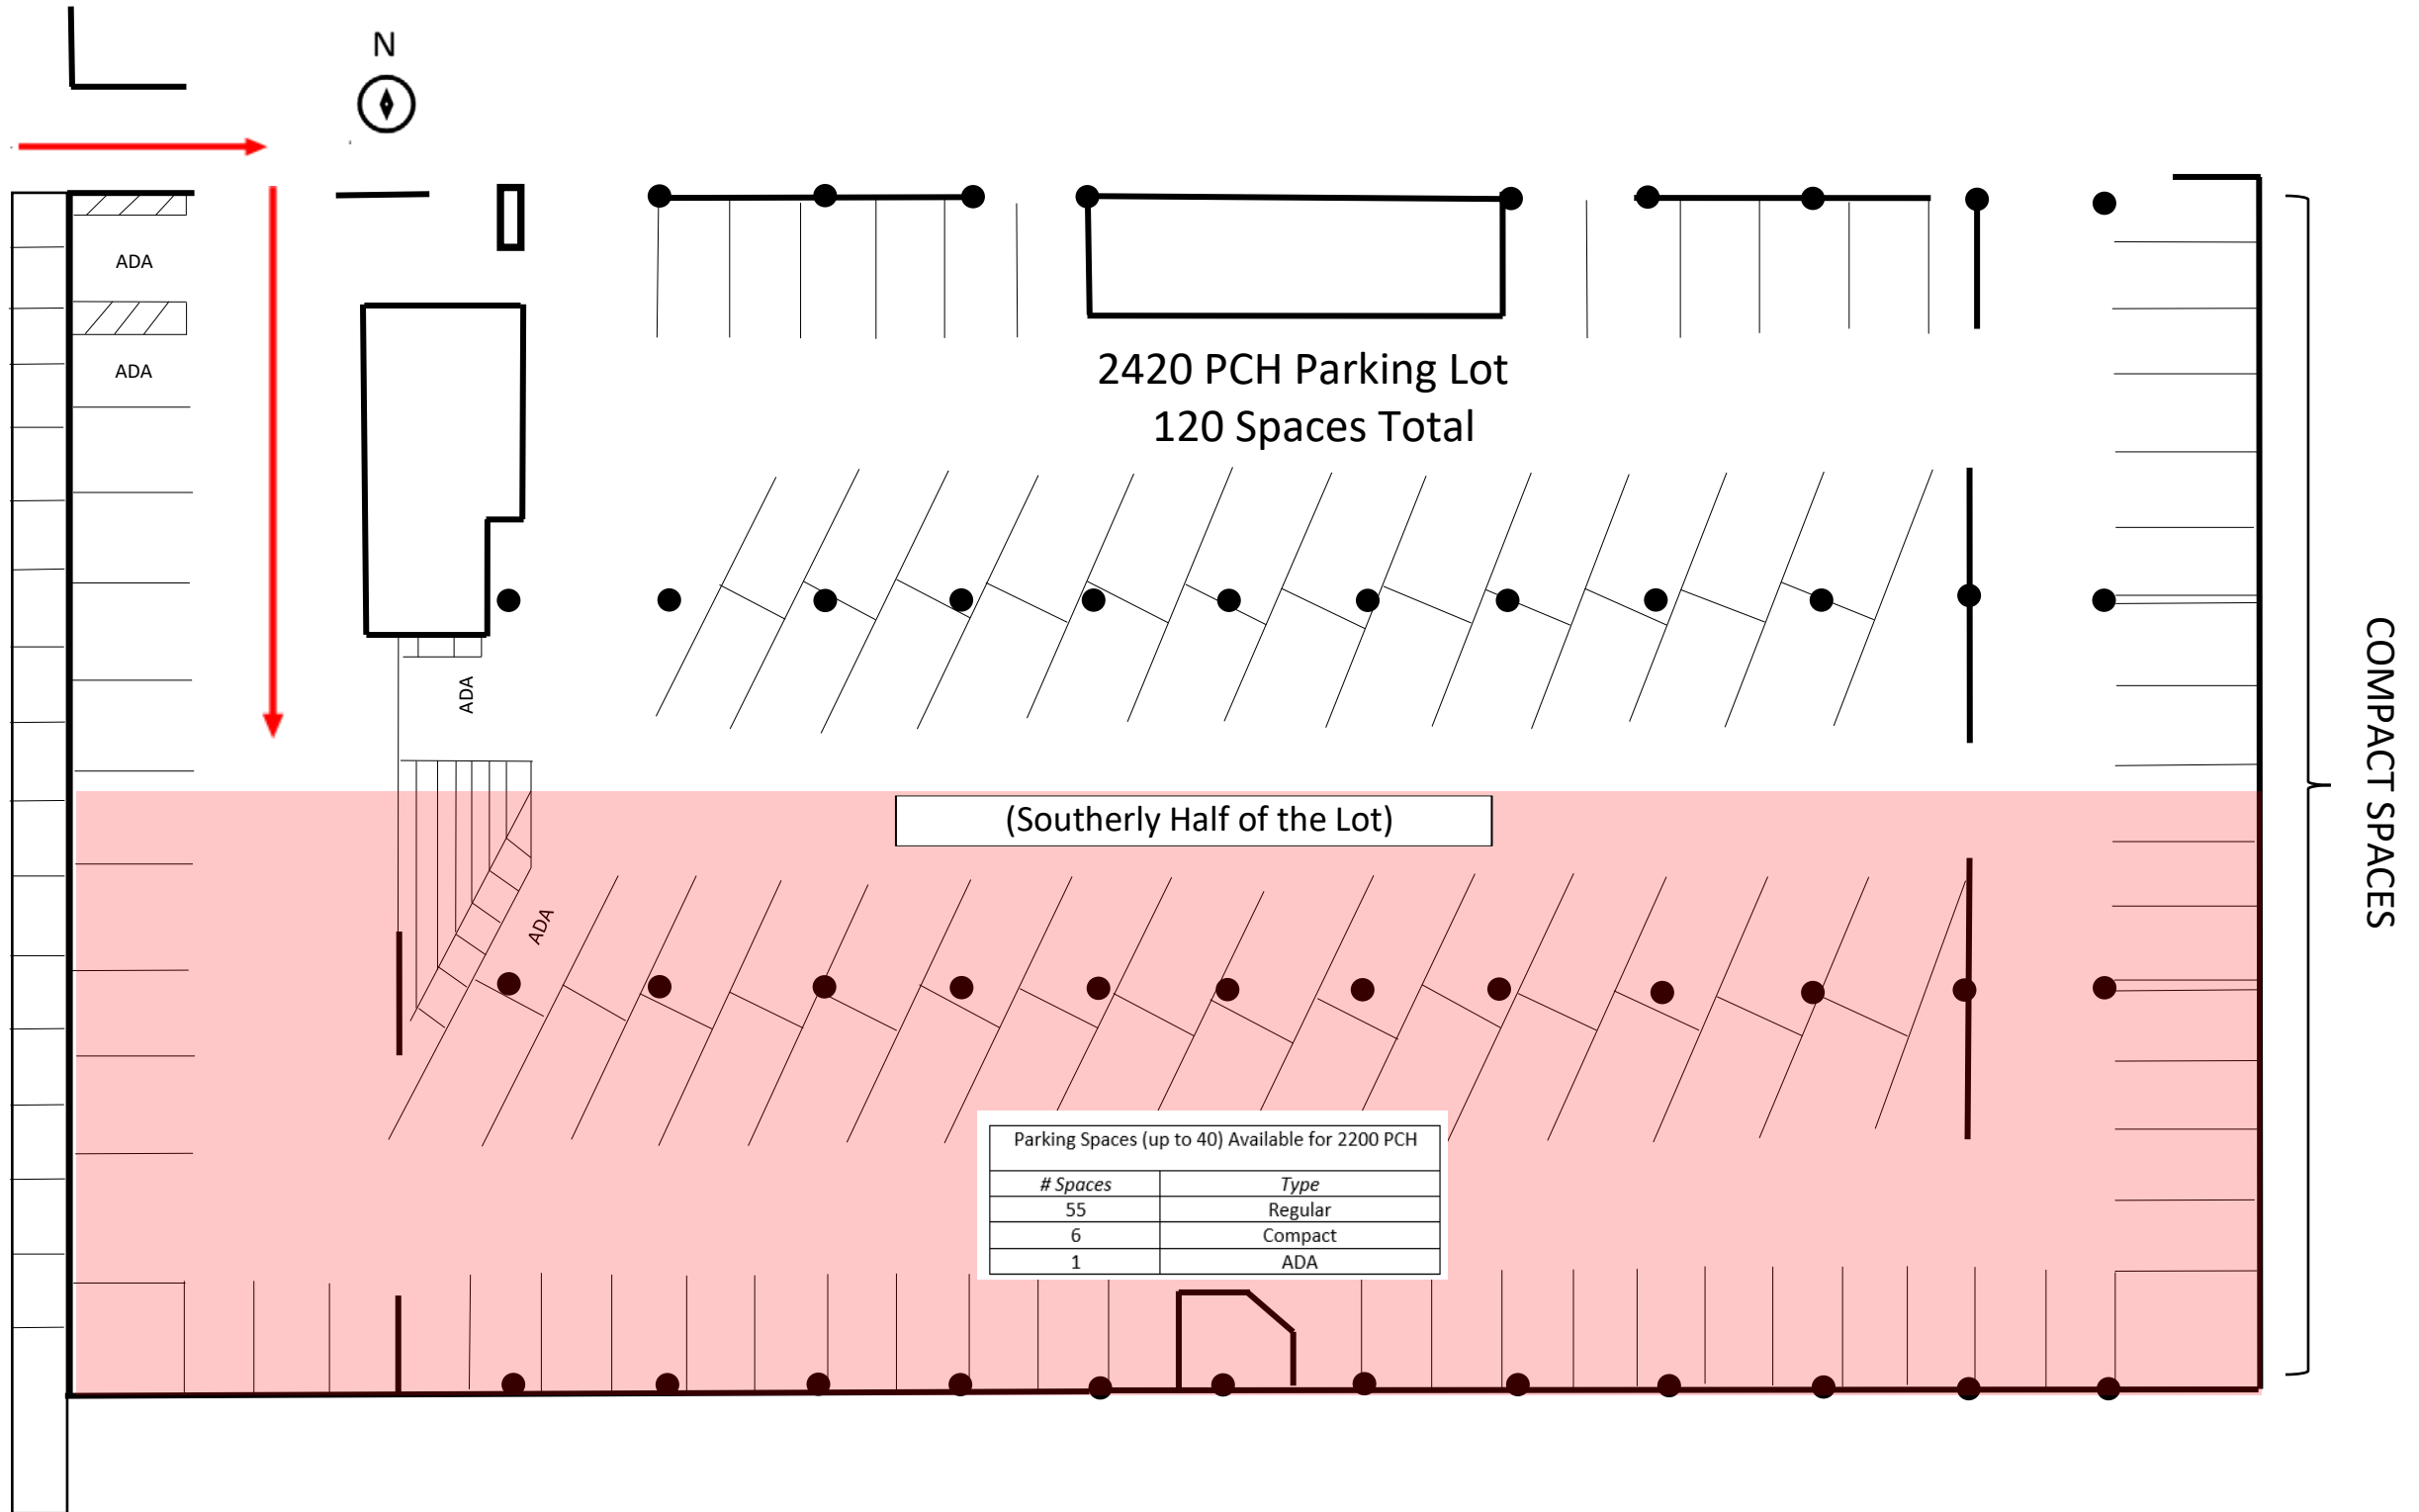 N
ADA
ADA
2420 PCH Parking Lot
120 Spaces Total
ADA
COMPACT SPACES
(Southerly Half of the Lot)
ADA
Parking Spaces (up to 40) Available for 2200 PCH
# Spaces Type
55 Regular
6 Compact
1 ADA